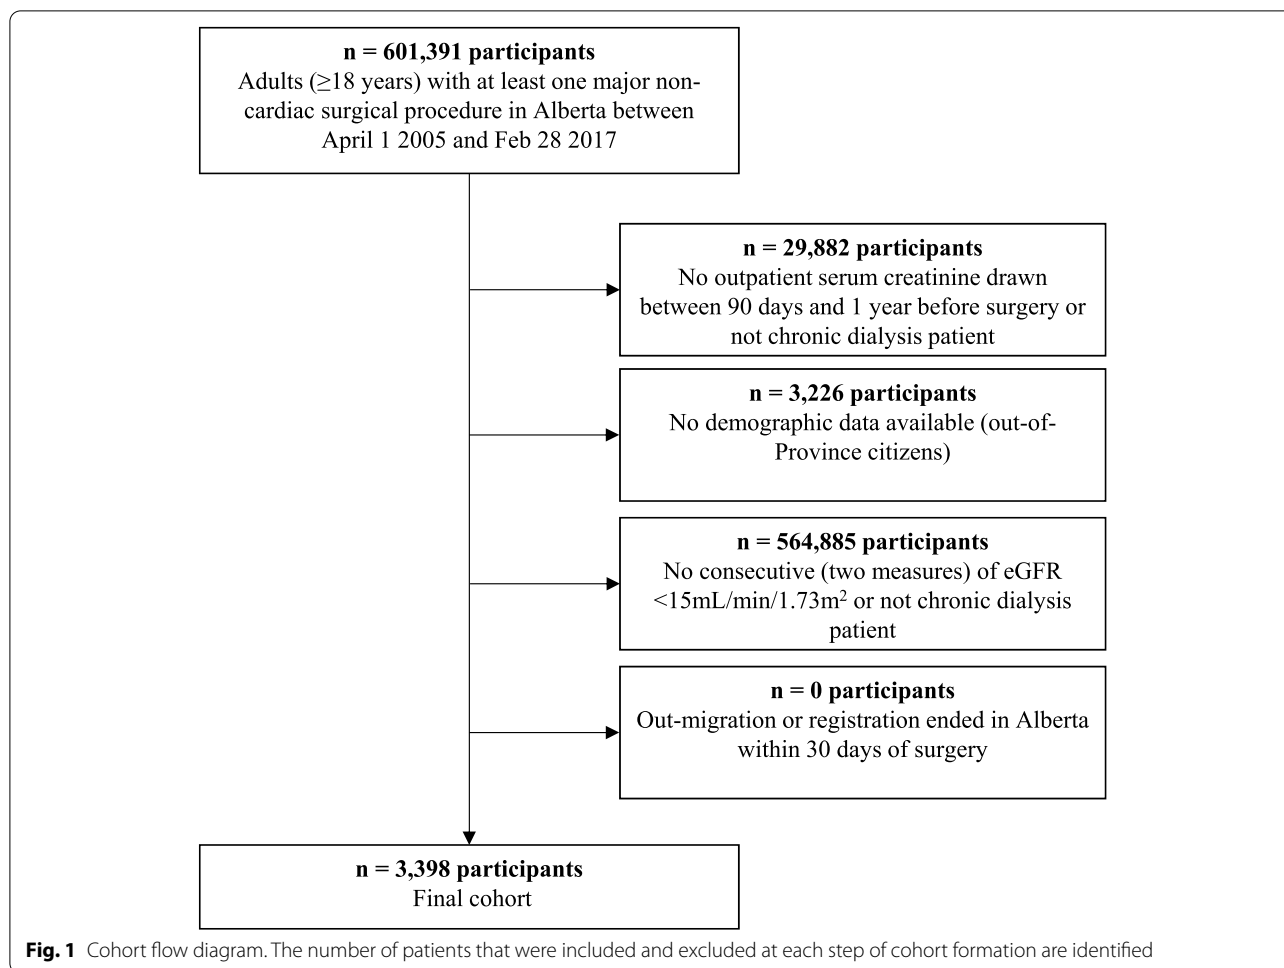 n = 601,391 participants
Adults (≥18 years) with at least one major non-
cardiac surgical procedure in Alberta between
April 1 2005 and Feb 28 2017
n = 29,882 participants
No outpatient serum creatinine drawn
between 90 days and 1 year before surgery or
not chronic dialysis patient
n = 3,226 participants
No demographic data available (out-of-
Province citizens)
n = 564,885 participants
No consecutive (two measures) of eGFR
<15mL/min/1.73m² or not chronic dialysis
patient
n = 0 participants
Out-migration or registration ended in Alberta
within 30 days of surgery
n = 3,398 participants
Final cohort
Fig. 1 Cohort flow diagram. The number of patients that were included and excluded at each step of cohort formation are identified